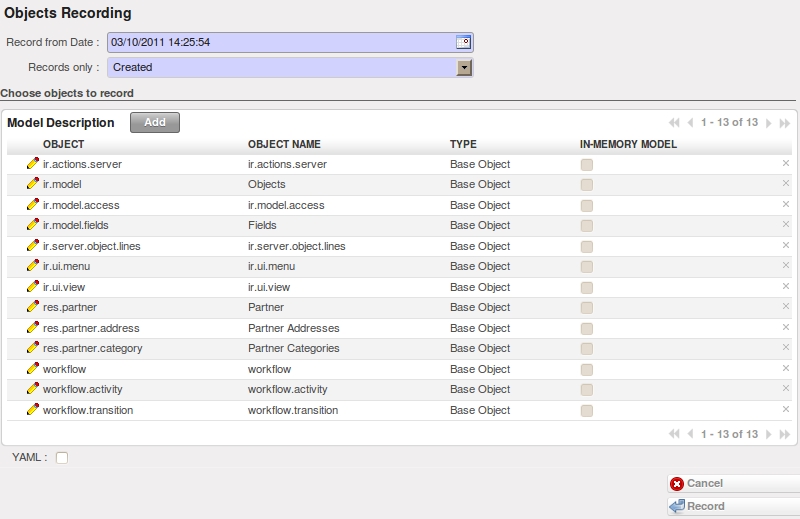 Objects Recording
Record from Date : 03/10/2011 14:25:54
Records only : Created
Choose objects to record
Model Description Add 1 - 13 of 13
OBJECT OBJECT NAME TYPE IN-MEMORY MODEL
ir.actions.server ir.actions.server Base Object
ir.model Objects Base Object
ir.model.access ir.model.access Base Object
ir.model.fields Fields Base Object
ir.server.object.lines ir.server.object.lines Base Object
ir.ui.menu ir.ui.menu Base Object
ir.ui.view ir.ui.view Base Object
res.partner Partner Base Object
res.partner.address Partner Addresses Base Object
res.partner.category Partner Categories Base Object
workflow workflow Base Object
workflow.activity workflow.activity Base Object
workflow.transition workflow.transition Base Object
1 - 13 of 13
YAML :
Cancel
Record